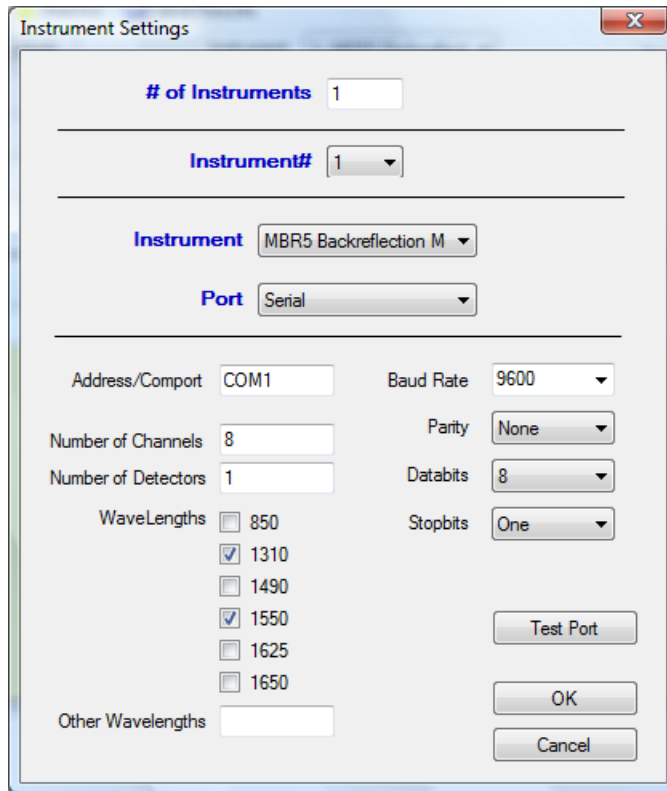 Instrument Settings
# of Instruments 1
Instrument# 1
Instrument MBR5 Backreflection M
Port Serial
Address/Comport COM1
Baud Rate 9600
Number of Channels 8
Parity None
Number of Detectors 1
Databits 8
WaveLengths 850
Stopbits One
1310
1490
1550
1625
1650
Test Port
Other Wavelengths
OK
Cancel